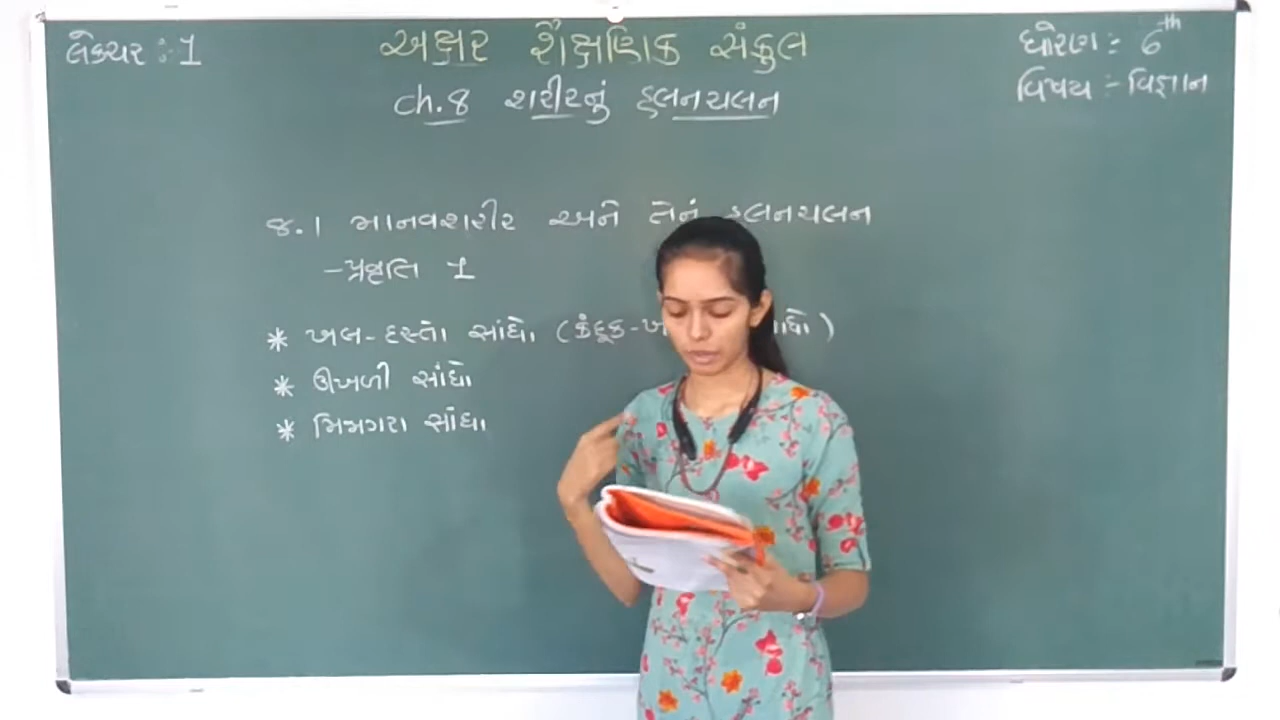 લેક્ચર :- 1
અક્ષર શૈક્ષણિક સંકુલ
ધોરણ :- 6th
ch.8 શરીરનું હલનચલન
વિષય :- વિજ્ઞાન
8.1 માનવશરીર અને તેનું હલનચલન
-પ્રવૃત્તિ 1
* ખલ-દસ્તો સાંધો (કંદૂક-
* ઊખળી સાંધો
* મિજાગરા સાંધા